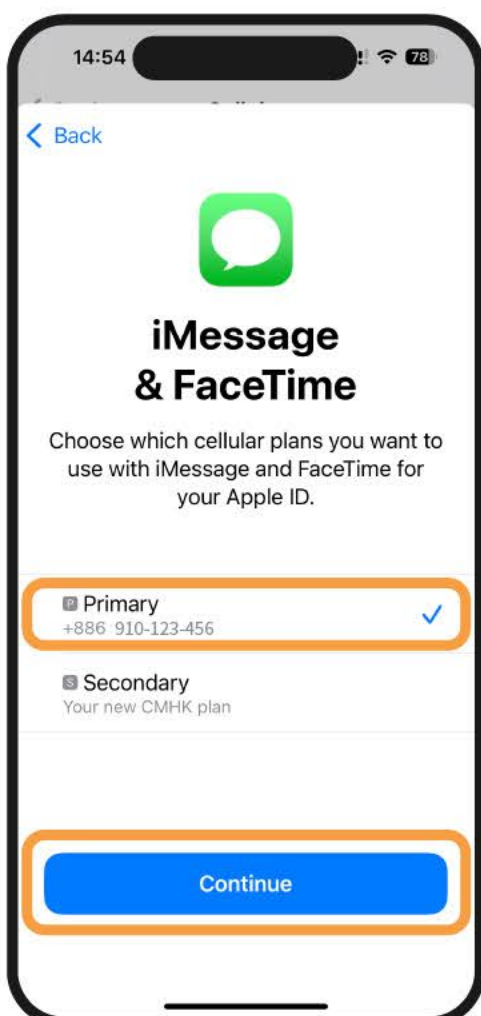 14:54
78
Back
iMessage
& FaceTime
Choose which cellular plans you want to
use with iMessage and FaceTime for
your Apple ID.
P Primary
+886 910-123-456
S Secondary
Your new CMHK plan
Continue